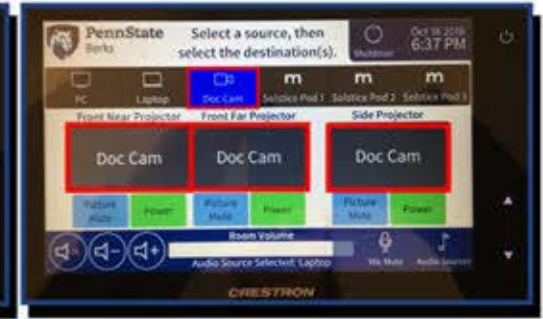 PennState
Berks
Select a source, then
select the destination(s).
Shutdown
Oct 16 2019
6:37 PM
PC
Laptop
Doc Cam
Solstice Pod 1
Solstice Pod 2
Solstice Pod 3
Front Near Projector
Front Far Projector
Side Projector
Doc Cam
Doc Cam
Doc Cam
Picture
Mute
Power
Picture
Mute
Power
Picture
Mute
Power
Room Volume
Audio Source Selected: Laptop
Mic Mute
Audio Sources
CRESTRON